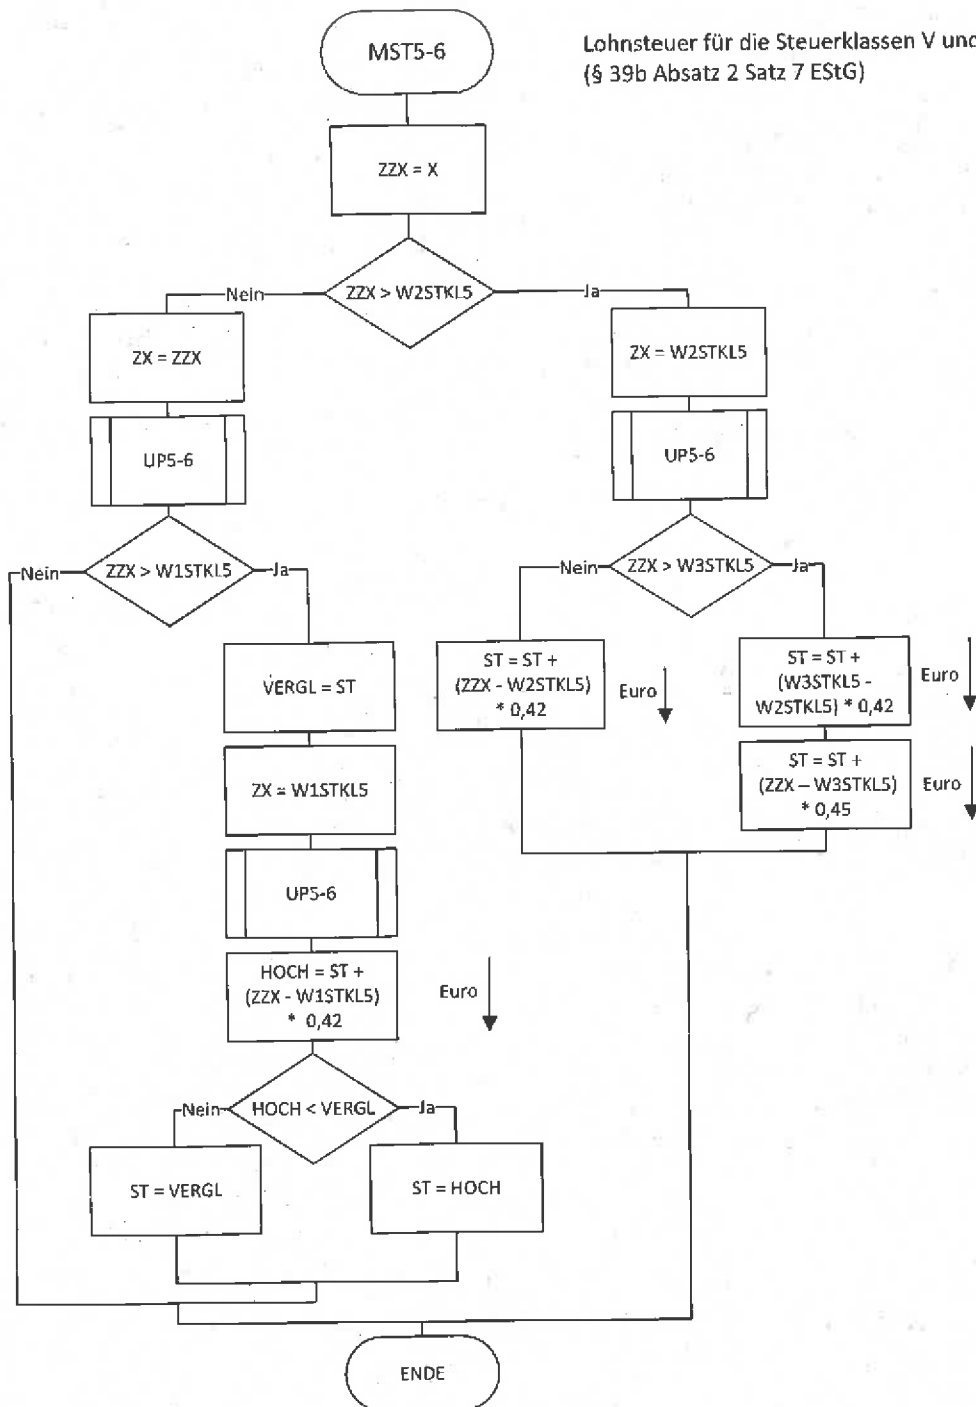 MST5-6
Lohnsteuer für die Steuerklassen V und
(§ 39b Absatz 2 Satz 7 EStG)
ZZX = X
Nein
ZZX > W2STKL5
Ja
ZX = ZZX
ZX = W2STKL5
UP5-6
UP5-6
Nein
ZZX > W1STKL5
Ja
Nein
ZZX > W3STKL5
Ja
VERGL = ST
ST = ST +
(ZZX - W2STKL5)
* 0,42
Euro
ST = ST +
(W3STKL5 -
W2STKL5) * 0,42
Euro
ZX = W1STKL5
ST = ST +
(ZZX – W3STKL5)
* 0,45
Euro
UP5-6
HOCH = ST +
(ZZX - W1STKL5)
* 0,42
Euro
Nein
HOCH < VERGL
Ja
ST = VERGL
ST = HOCH
ENDE